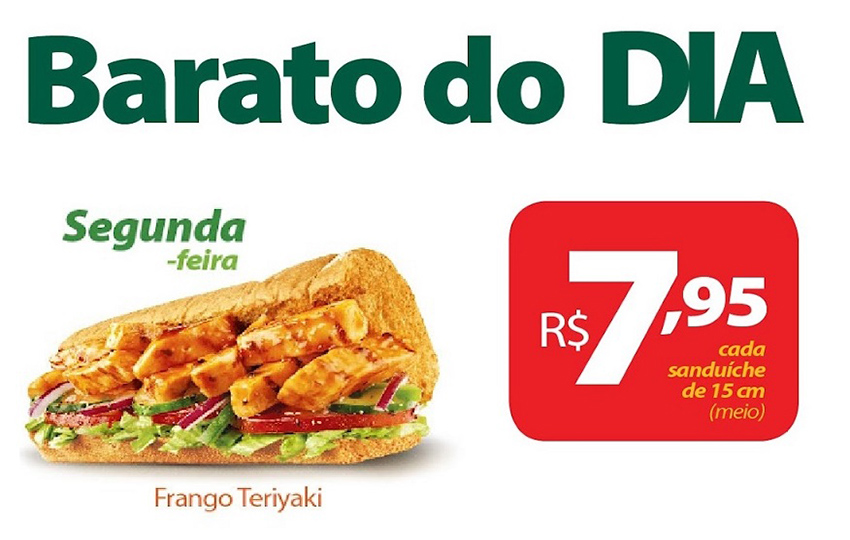 Barato do DIA
Segunda
-feira
R$ 7,95
cada
sanduíche
de 15 cm
(meio)
Frango Teriyaki